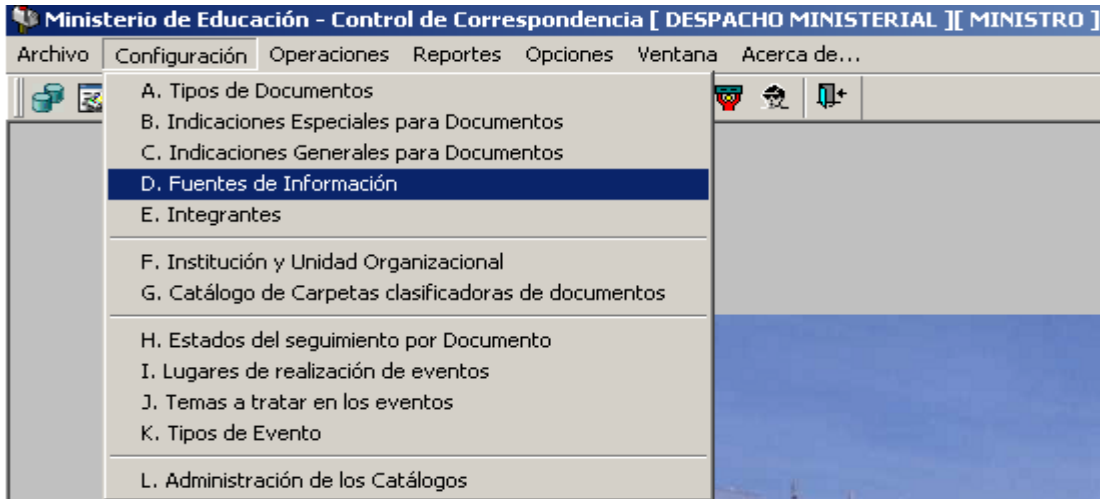 Ministerio de Educación - Control de Correspondencia [ DESPACHO MINISTERIAL ][ MINISTRO ]
Archivo Configuración Operaciones Reportes Opciones Ventana Acerca de...
A. Tipos de Documentos
B. Indicaciones Especiales para Documentos
C. Indicaciones Generales para Documentos
D. Fuentes de Información
E. Integrantes
F. Institución y Unidad Organizacional
G. Catálogo de Carpetas clasificadoras de documentos
H. Estados del seguimiento por Documento
I. Lugares de realización de eventos
J. Temas a tratar en los eventos
K. Tipos de Evento
L. Administración de los Catálogos